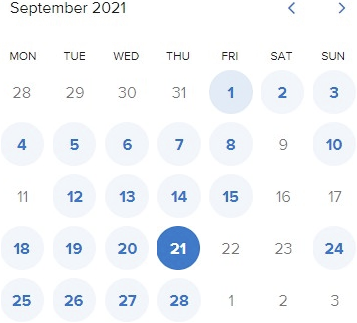 September 2021
MON TUE WED THU FRI SAT SUN
28 29 30 31 1 2 3
4 5 6 7 8 9 10
11 12 13 14 15 16 17
18 19 20 21 22 23 24
25 26 27 28 1 2 3